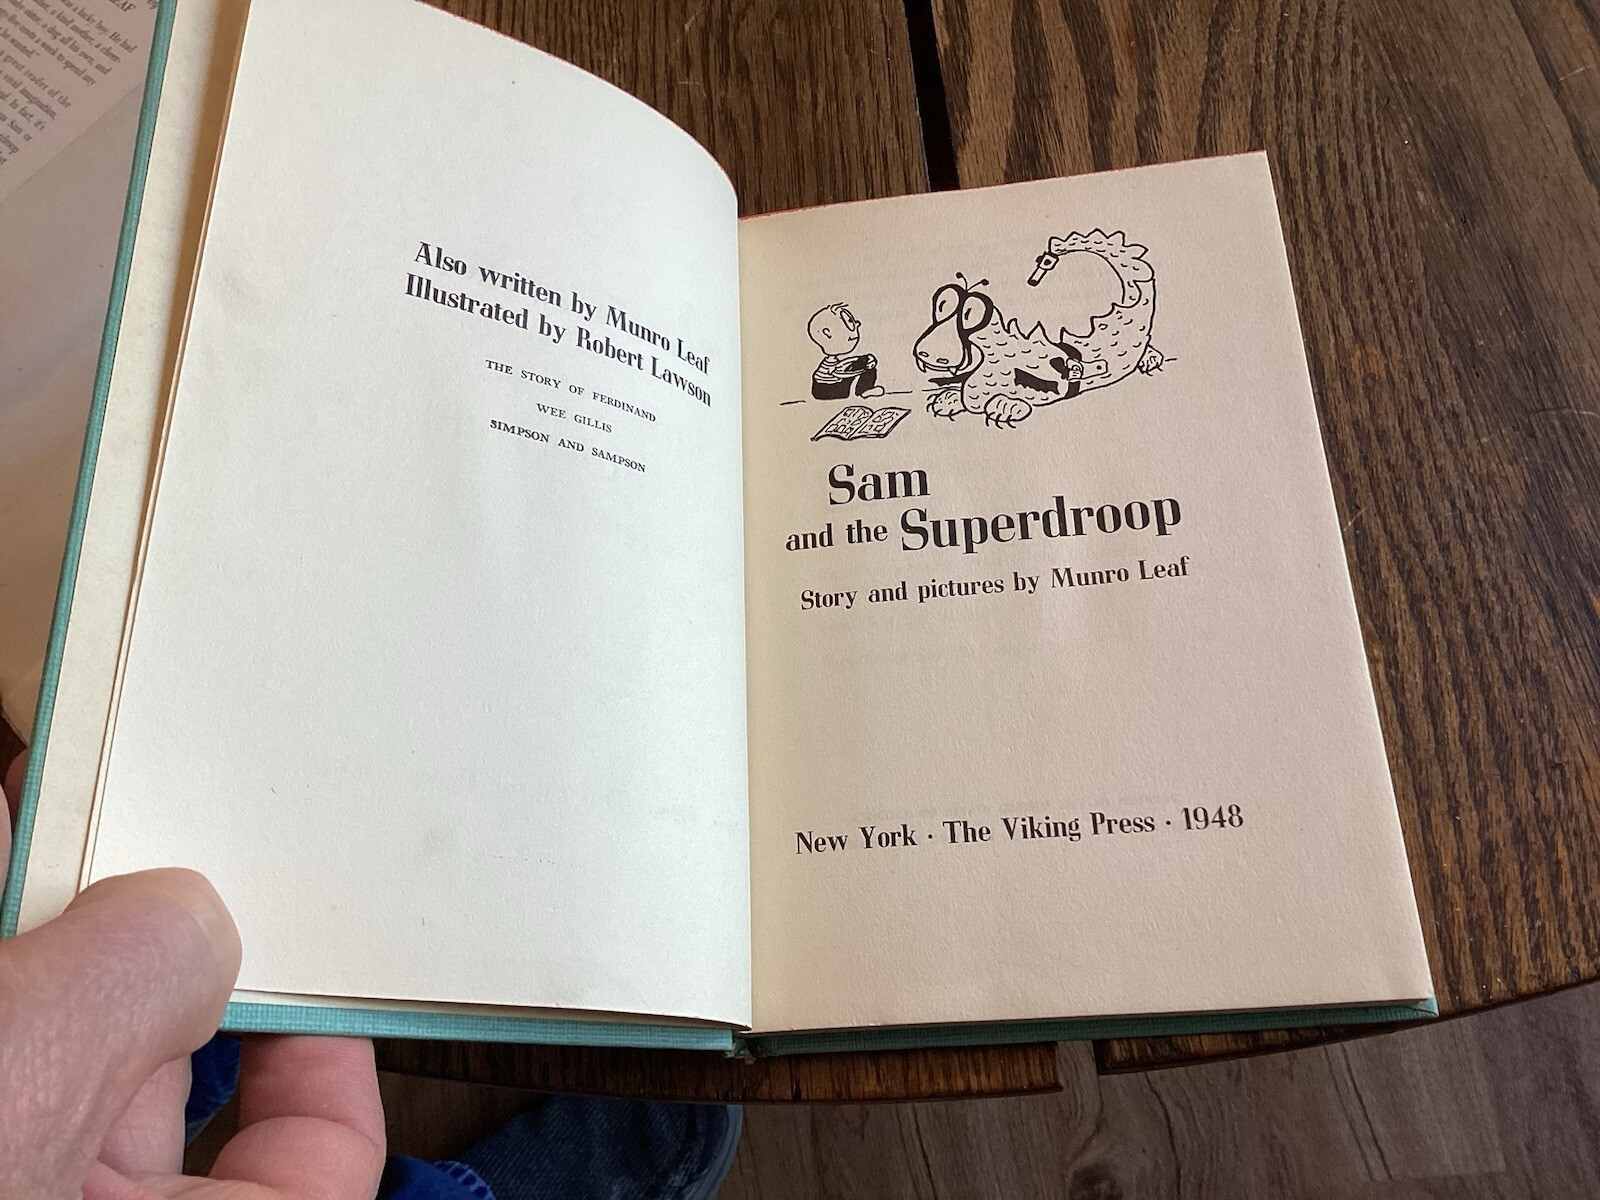 Also written by Munro Leaf
Illustrated by Robert Lawson
THE STORY OF FERDINAND
WEE GILLIS
SIMPSON AND SAMPSON
Sam
and the Superdroop
Story and pictures by Munro Leaf
New York · The Viking Press · 1948